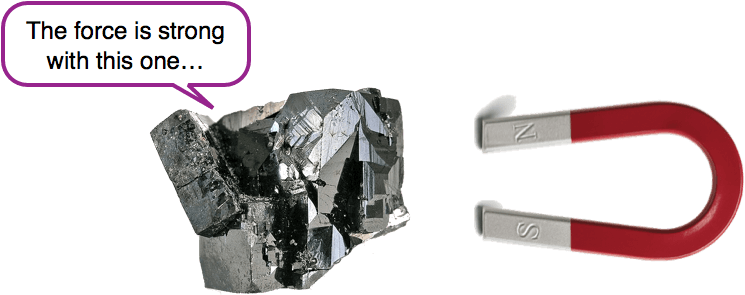 The force is strong
with this one…
N
S